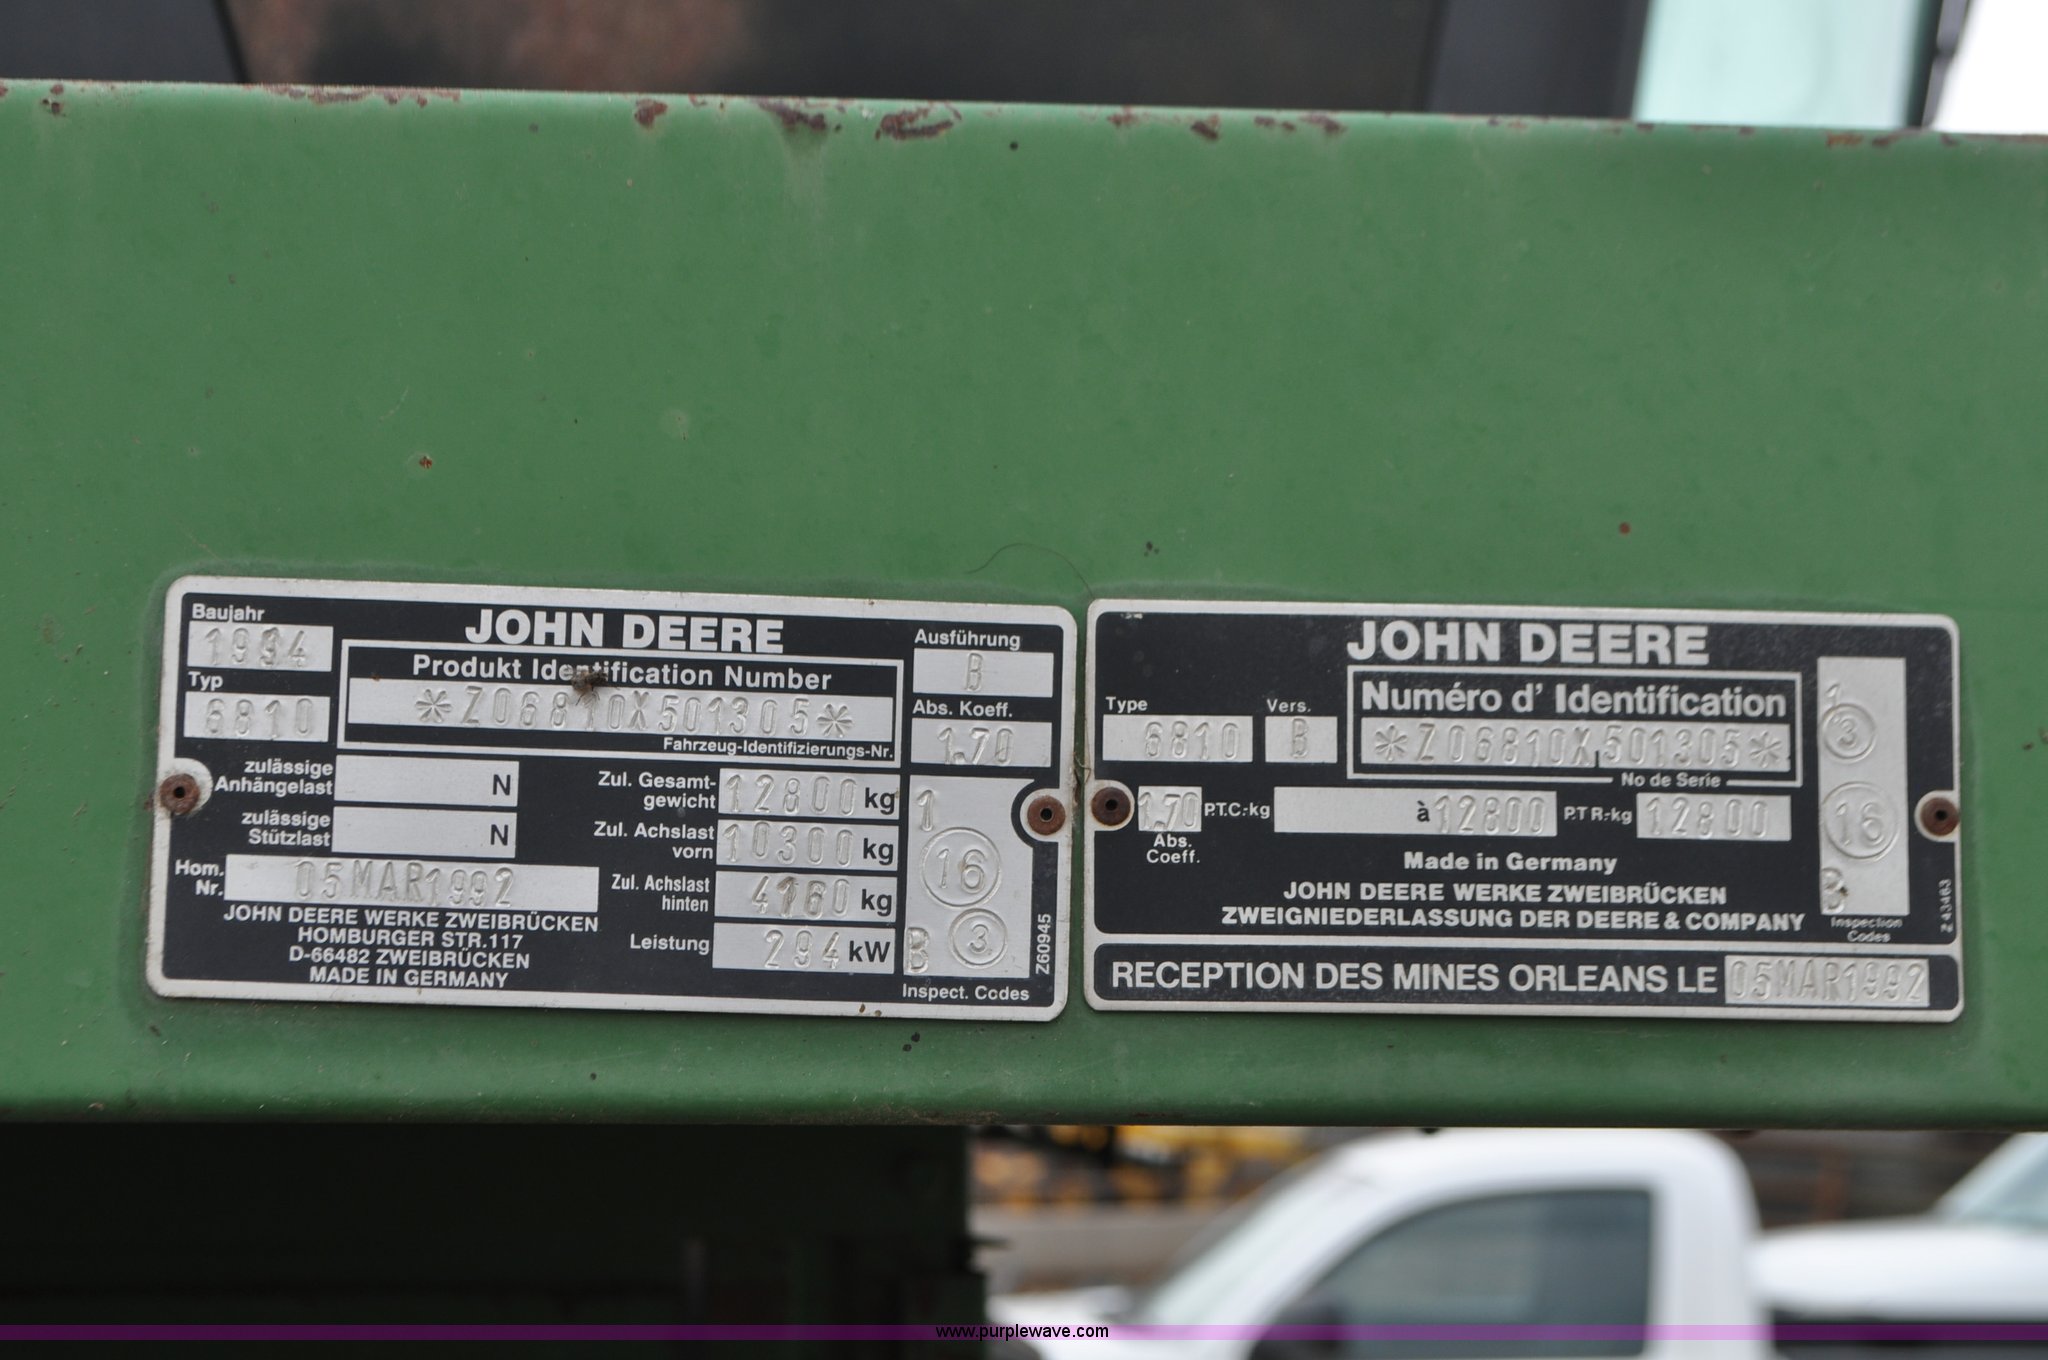 Baujahr
1994
Typ
6810
JOHN DEERE
Produkt Identification Number
*Z06810X501305*
Fahrzeug-Identifizierungs-Nr.
Ausführung
B
Abs. Koeff.
1.70
zulässige
Anhängelast
N
zulässige
Stützlast
N
Hom.
Nr.
05MAR1992
JOHN DEERE WERKE ZWEIBRÜCKEN
HOMBURGER STR.117
D-66482 ZWEIBRÜCKEN
MADE IN GERMANY
Zul. Gesamt-
gewicht
12800 kg
Zul. Achslast
vorn
10300 kg
Zul. Achslast
hinten
4160 kg
Leistung
294 kW
1
16
B 3
Inspect. Codes
Z60945
JOHN DEERE
Type
6810
Vers.
B
Numéro d' Identification
*Z06810X501305*
No de Serie
1.70
Abs.
Coeff.
P.T.C.-kg
à 12800
P.T R.-kg
12800
Made in Germany
JOHN DEERE WERKE ZWEIBRÜCKEN
ZWEIGNIEDERLASSUNG DER DEERE & COMPANY
1
3
16
B
Inspection
Codes
Z 43463
RECEPTION DES MINES ORLEANS LE 05MAR1992
www.purplewave.com